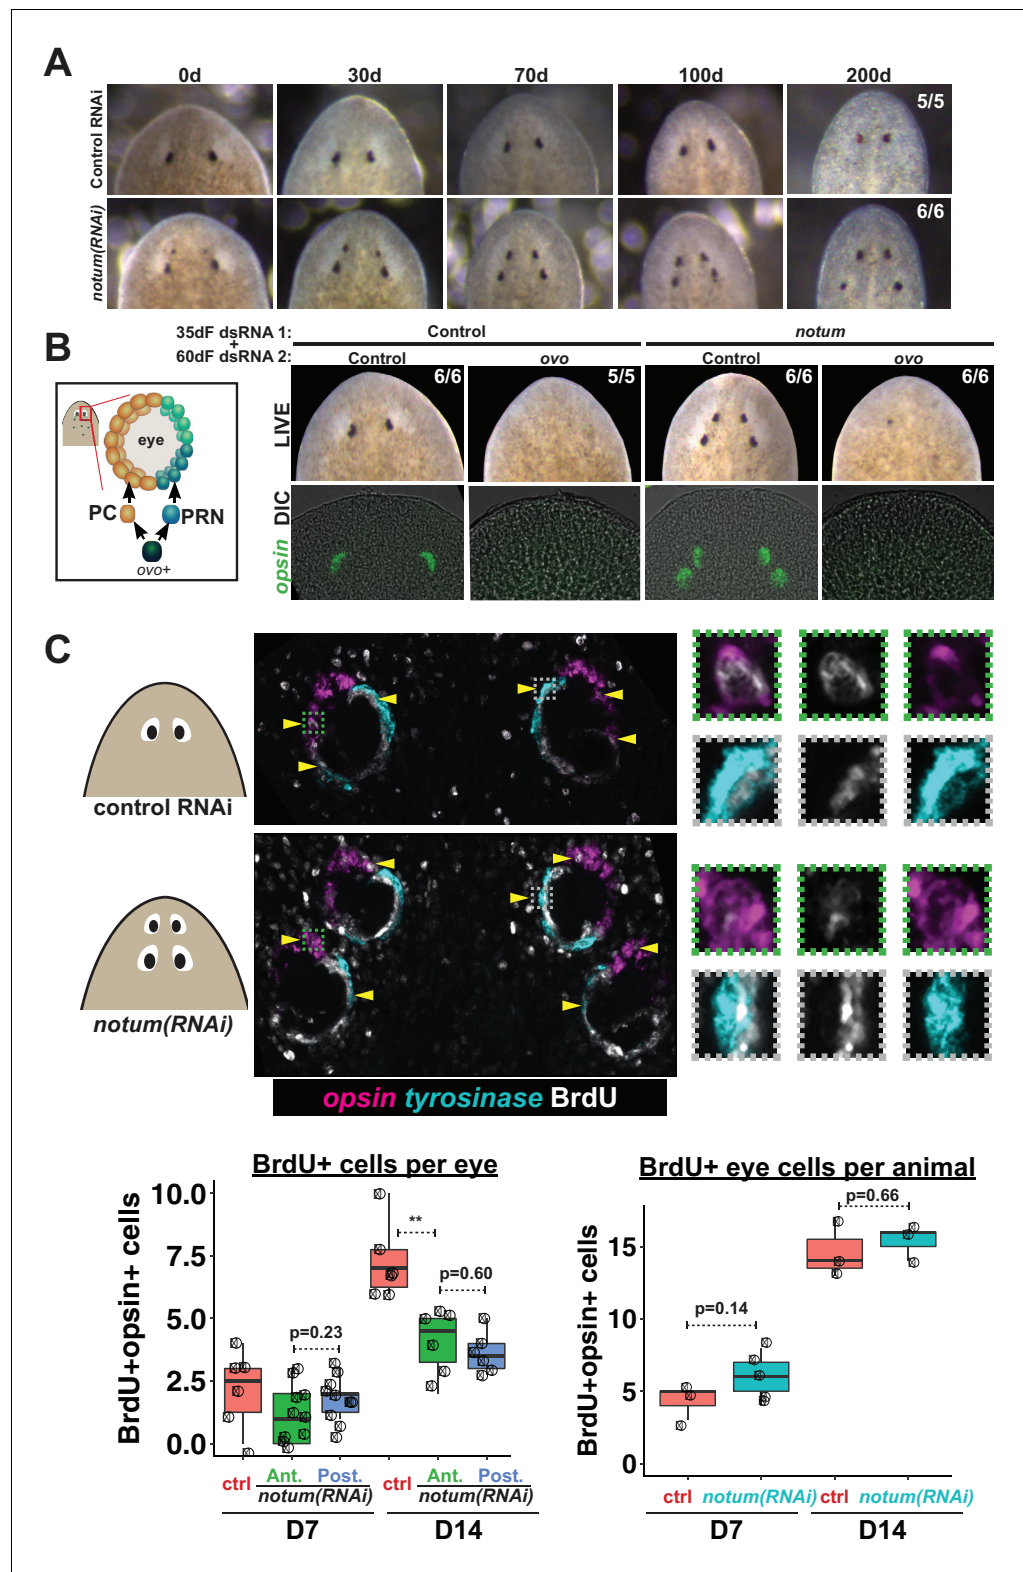 A
0d 30d 70d 100d 200d
Control RNAi
5/5
notum(RNAi)
6/6
B
35dF dsRNA 1: Control notum
+
60dF dsRNA 2: Control ovo Control ovo
eye
PC PRN
ovo+
LIVE
6/6 5/5 6/6 6/6
opsin DIC
C
control RNAi
notum(RNAi)
opsin tyrosinase BrdU
BrdU+ cells per eye
BrdU+opsin+ cells
10.0
7.5
5.0
2.5
0.0
**
p=0.60
p=0.23
ctrl Ant. Post. ctrl Ant. Post.
notum(RNAi) notum(RNAi)
D7 D14
BrdU+ eye cells per animal
BrdU+opsin+ cells
15
10
5
0
p=0.66
p=0.14
ctrl notum(RNAi) ctrl notum(RNAi)
D7 D14